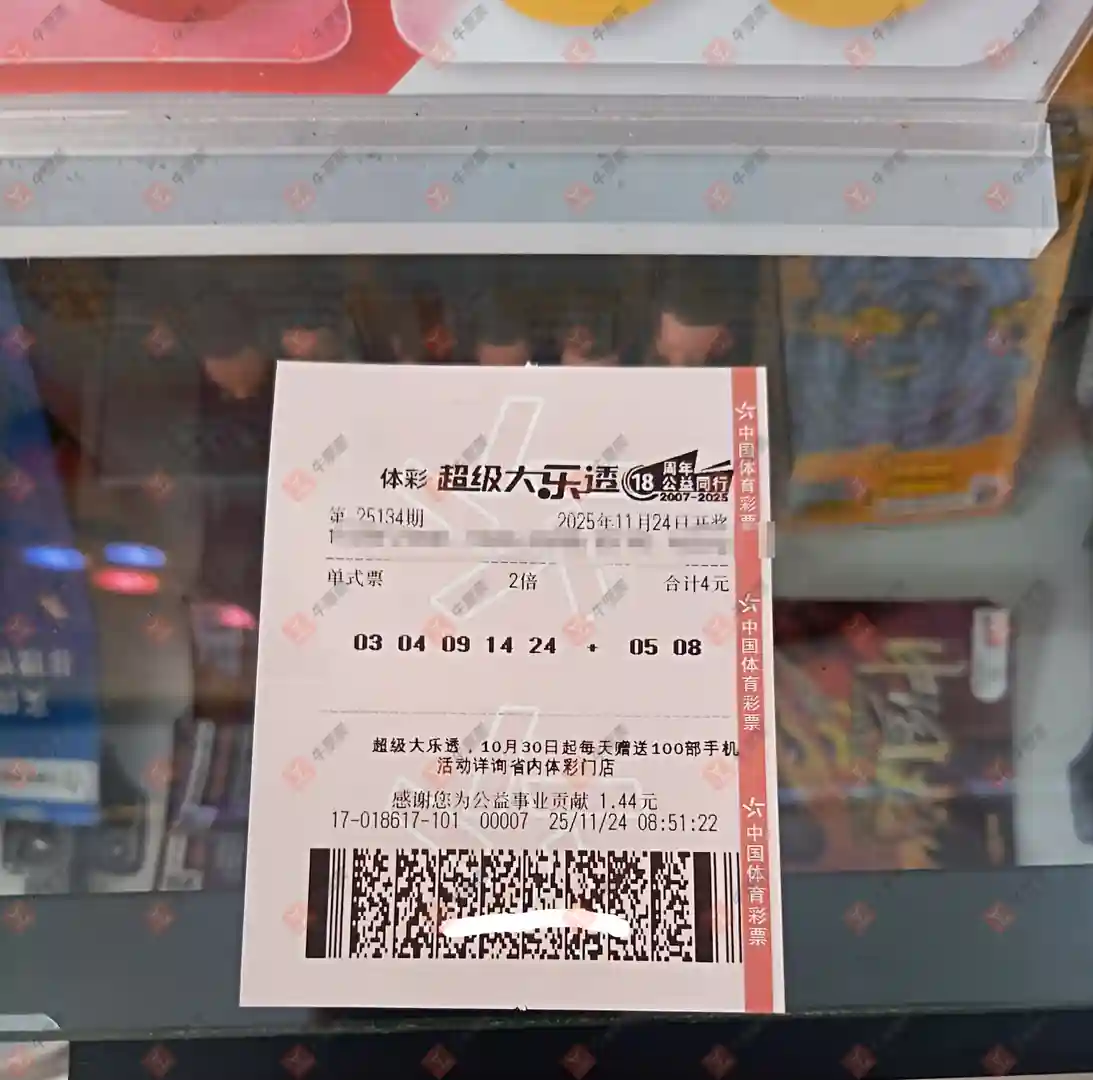 体彩 超级大乐透 18 周年 公益同行 2007-2025
第 25134期 2025年11月24日开奖
单式票 2倍 合计4元
03 04 09 14 24 + 05 08
超级大乐透，10月30日起每天赠送100部手机
活动详询省内体彩门店
感谢您为公益事业贡献 1.44元
17-018617-101 00007 25/11/24 08:51:22
中国体育彩票
中国体育彩票
中国体育彩票